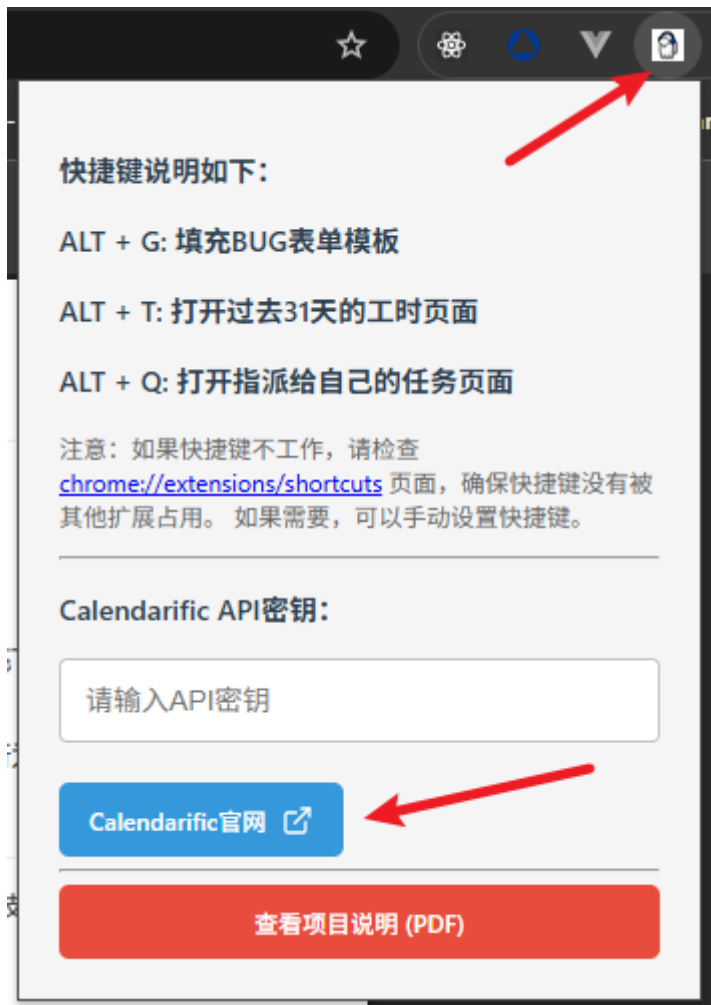 快捷键说明如下：
ALT + G: 填充BUG表单模板
ALT + T: 打开过去31天的工时页面
ALT + Q: 打开指派给自己的任务页面
注意：如果快捷键不工作，请检查
chrome://extensions/shortcuts 页面，确保快捷键没有被
其他扩展占用。 如果需要，可以手动设置快捷键。
Calendarific API密钥：
请输入API密钥
Calendarific官网
查看项目说明 (PDF)